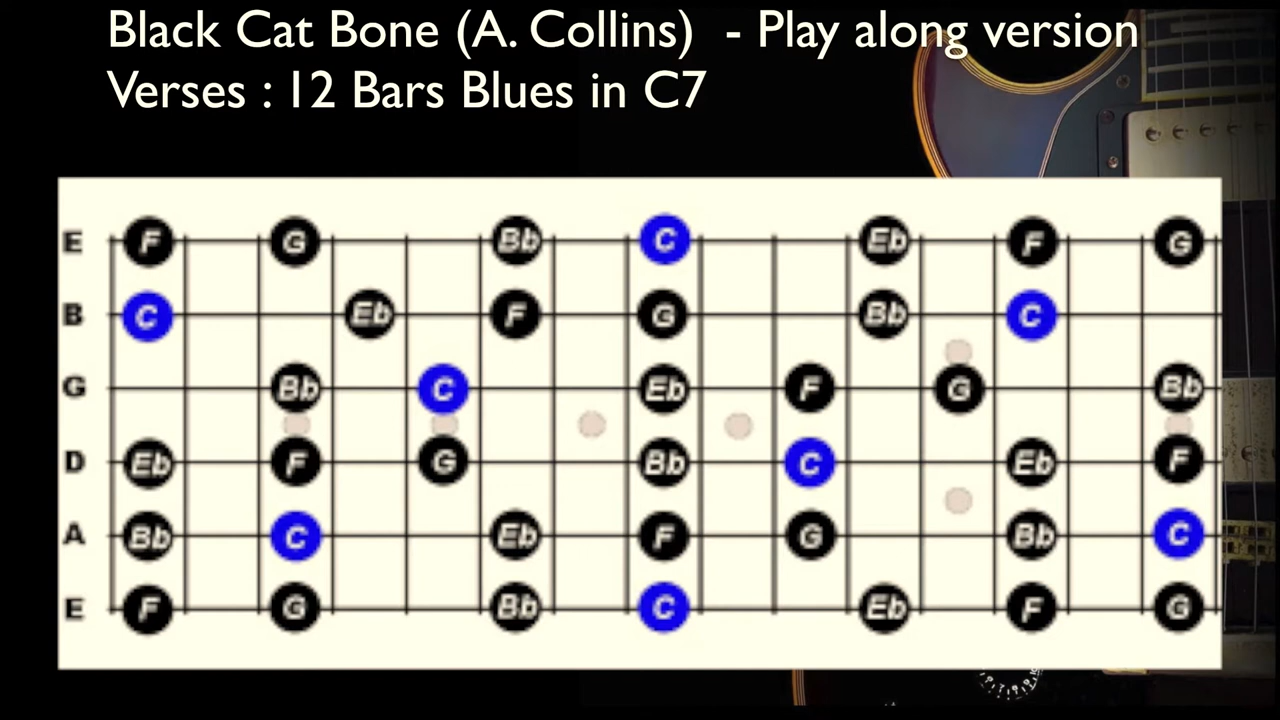 Black Cat Bone (A. Collins) - Play along version
Verses : 12 Bars Blues in C7
E F G Bb C Eb F G
B C Eb F G Bb C
G Bb C Eb F G Bb
D Eb F G Bb C Eb F
A Bb C Eb F G Bb C
E F G Bb C Eb F G